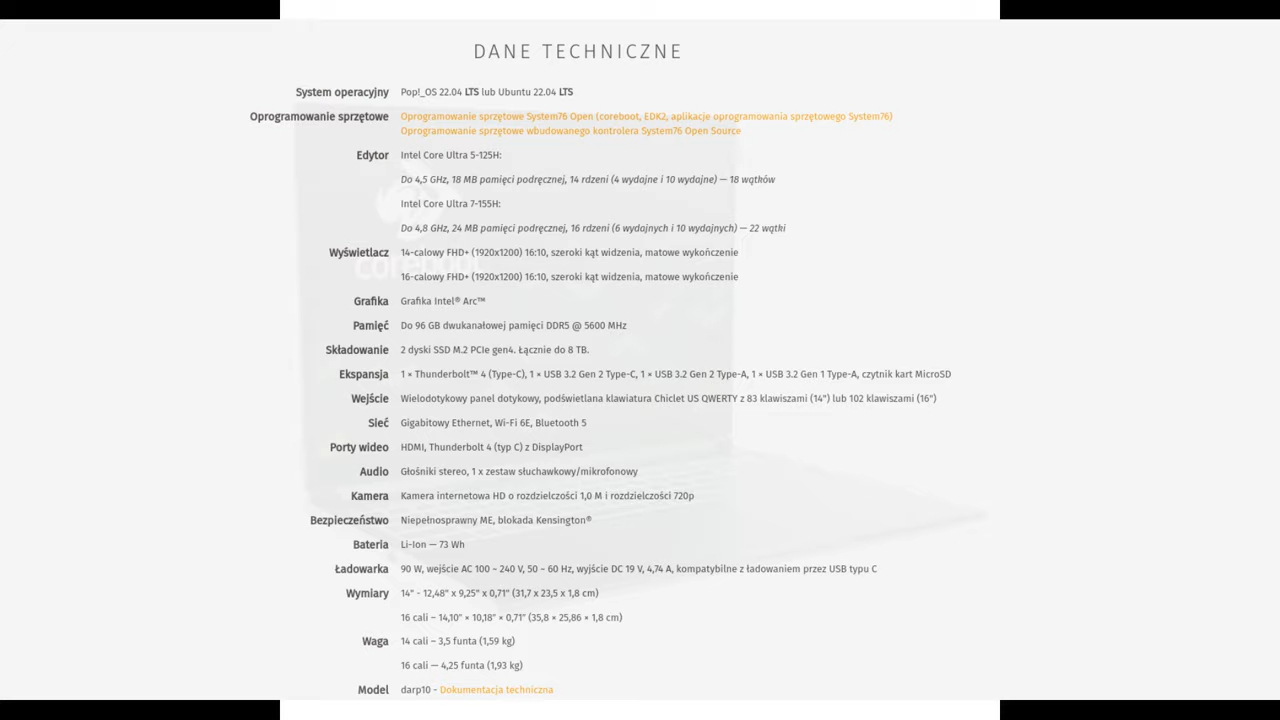 DANE TECHNICZNE
System operacyjny Pop!_OS 22.04 LTS lub Ubuntu 22.04 LTS
Oprogramowanie sprzętowe Oprogramowanie sprzętowe System76 Open (coreboot, EDK2, aplikacje oprogramowania sprzętowego System76)
Oprogramowanie sprzętowe wbudowanego kontrolera System76 Open Source
Edytor Intel Core Ultra 5-125H:
Do 4,5 GHz, 18 MB pamięci podręcznej, 14 rdzeni (4 wydajne i 10 wydajne) — 18 wątków
Intel Core Ultra 7-155H:
Do 4,8 GHz, 24 MB pamięci podręcznej, 16 rdzeni (6 wydajnych i 10 wydajnych) — 22 wątki
Wyświetlacz 14-calowy FHD+ (1920x1200) 16:10, szeroki kąt widzenia, matowe wykończenie
coreboot
16-calowy FHD+ (1920x1200) 16:10, szeroki kąt widzenia, matowe wykończenie
Grafika Grafika Intel® Arc™
Pamięć Do 96 GB dwukanałowej pamięci DDR5 @ 5600 MHz
Składowanie 2 dyski SSD M.2 PCIe gen4. Łącznie do 8 TB.
Ekspansja 1 × Thunderbolt™ 4 (Type-C), 1 × USB 3.2 Gen 2 Type-C, 1 × USB 3.2 Gen 2 Type-A, 1 × USB 3.2 Gen 1 Type-A, czytnik kart MicroSD
Wejście Wielodotykowy panel dotykowy, podświetlana klawiatura Chiclet US QWERTY z 83 klawiszami (14") lub 102 klawiszami (16")
Sieć Gigabitowy Ethernet, Wi-Fi 6E, Bluetooth 5
Porty wideo HDMI, Thunderbolt 4 (typ C) z DisplayPort
Audio Głośniki stereo, 1 x zestaw słuchawkowy/mikrofonowy
Kamera Kamera internetowa HD o rozdzielczości 1,0 M i rozdzielczości 720p
Bezpieczeństwo Niepełnosprawny ME, blokada Kensington®
Bateria Li-Ion — 73 Wh
Ładowarka 90 W, wejście AC 100 – 240 V, 50 – 60 Hz, wyjście DC 19 V, 4,74 A, kompatybilne z ładowaniem przez USB typu C
Wymiary 14" - 12,48" x 9,25" x 0,71" (31,7 x 23,5 x 1,8 cm)
16 cali – 14,10" × 10,18" × 0,71" (35,8 × 25,86 × 1,8 cm)
Waga 14 cali – 3,5 funta (1,59 kg)
16 cali — 4,25 funta (1,93 kg)
Model darp10 - Dokumentacja techniczna